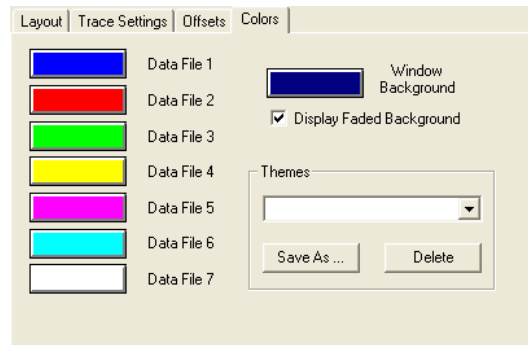 Layout Trace Settings Offsets Colors
Data File 1
Data File 2
Data File 3
Data File 4
Data File 5
Data File 6
Data File 7
Window
Background
Display Faded Background
Themes
Save As ... Delete